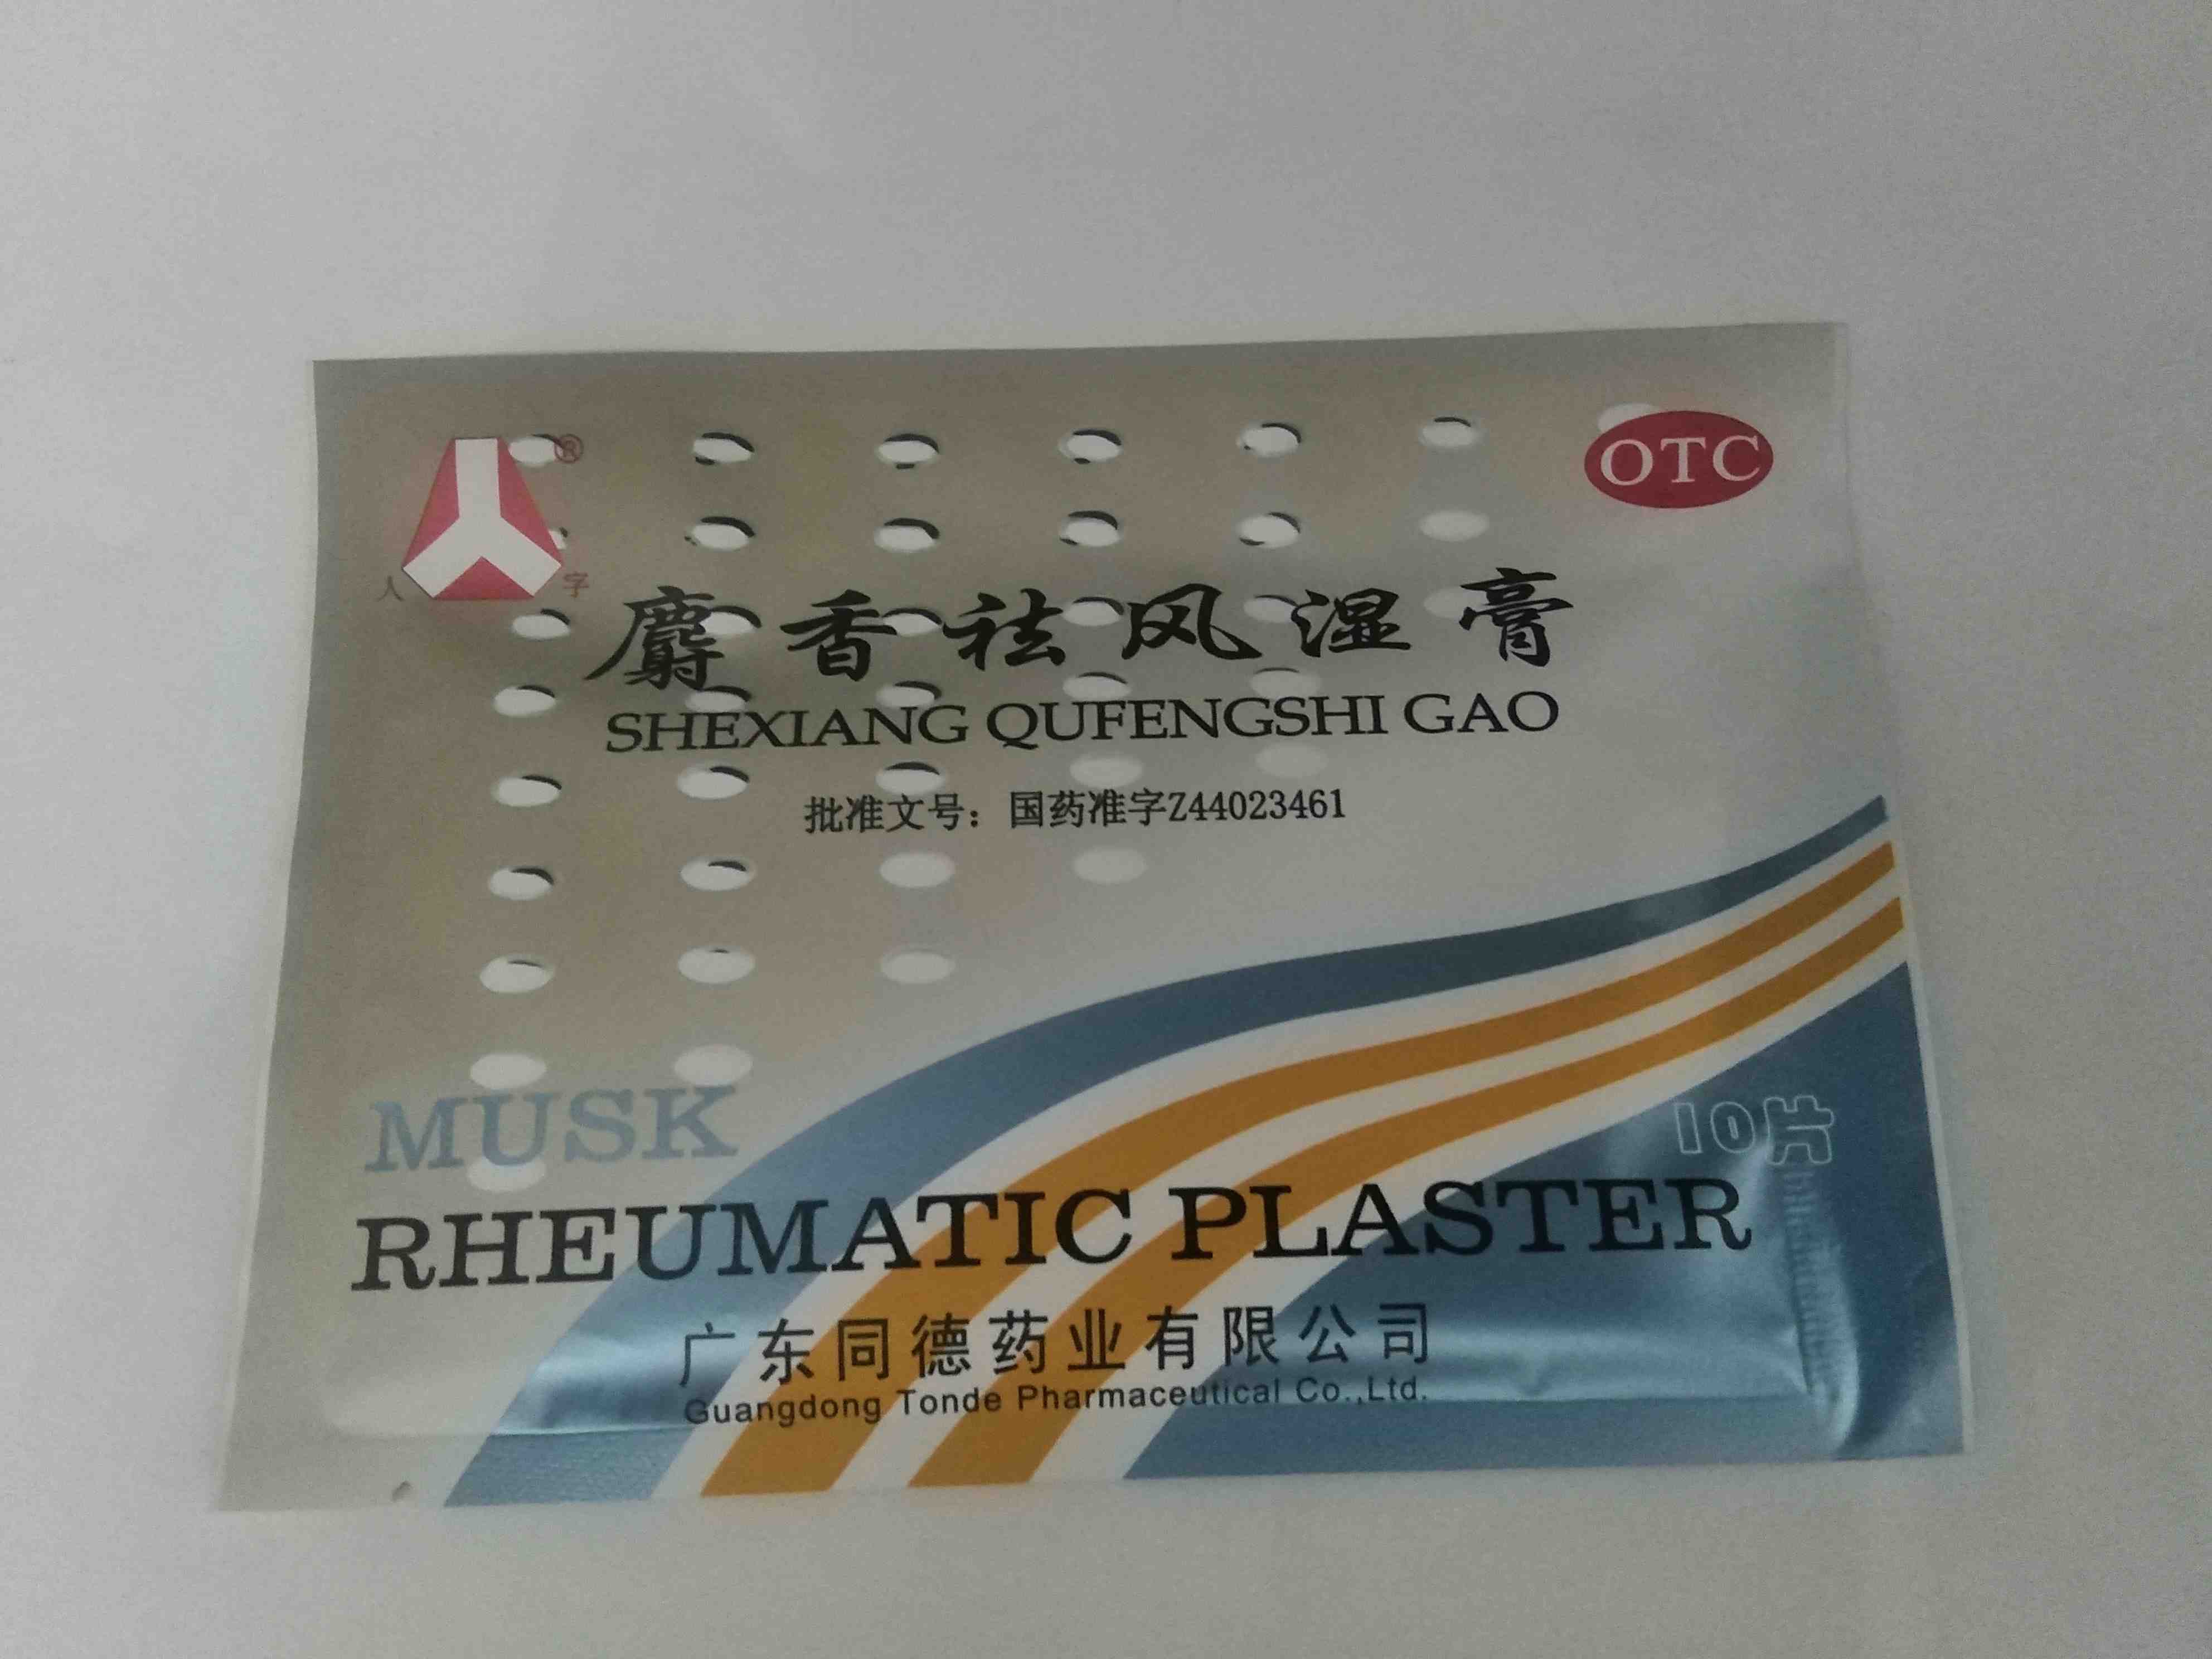 ®
OTC
人 字
麝香祛风湿膏
SHEXIANG QUFENGSHI GAO
批准文号：国药准字Z44023461
MUSK
10片
RHEUMATIC PLASTER
广东同德药业有限公司
Guangdong Tonde Pharmaceutical Co.,Ltd.